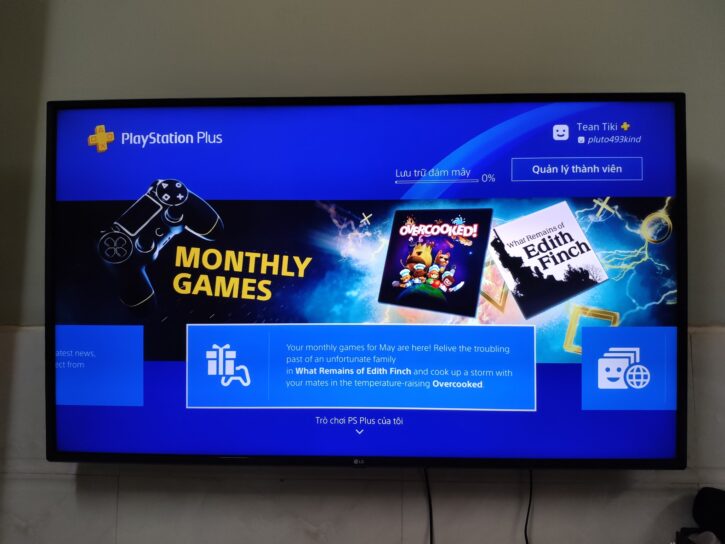 PlayStation Plus
Tean Tiki
pluto493kind
Lưu trữ đám mây
0%
Quản lý thành viên
MONTHLY
GAMES
OVERCOOKED!
What Remains of
Edith
Finch
atest news,
ect from
Your monthly games for May are here! Relive the troubling
past of an unfortunate family
in What Remains of Edith Finch and cook up a storm with
your mates in the temperature-raising Overcooked.
Trò chơi PS Plus của tôi
LG